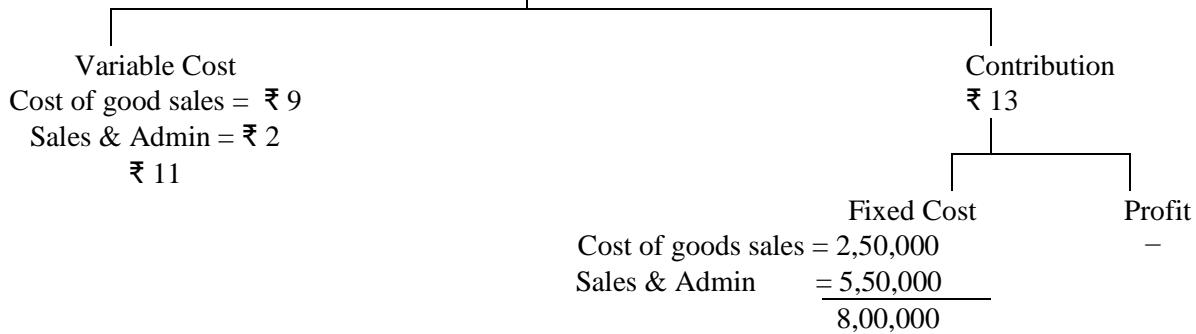 Variable Cost
Cost of good sales = ₹ 9
Sales & Admin = ₹ 2
₹ 11
Contribution
₹ 13
Fixed Cost
Cost of goods sales = 2,50,000
Sales & Admin = 5,50,000
8,00,000
Profit
–